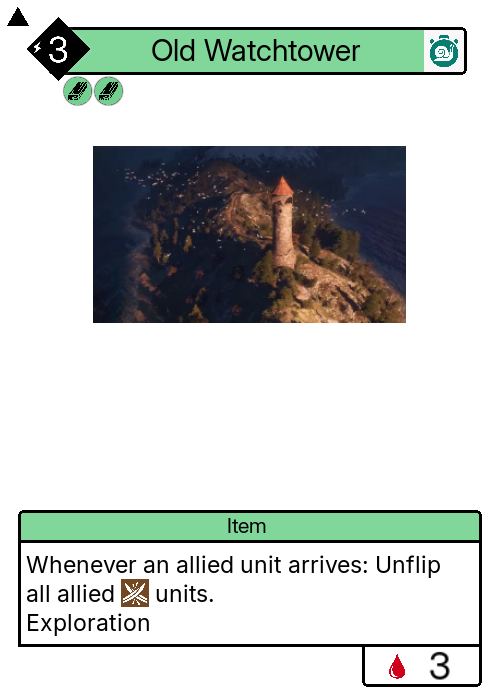 3
Old Watchtower
Item
Whenever an allied unit arrives: Unflip
all allied units.
Exploration
3